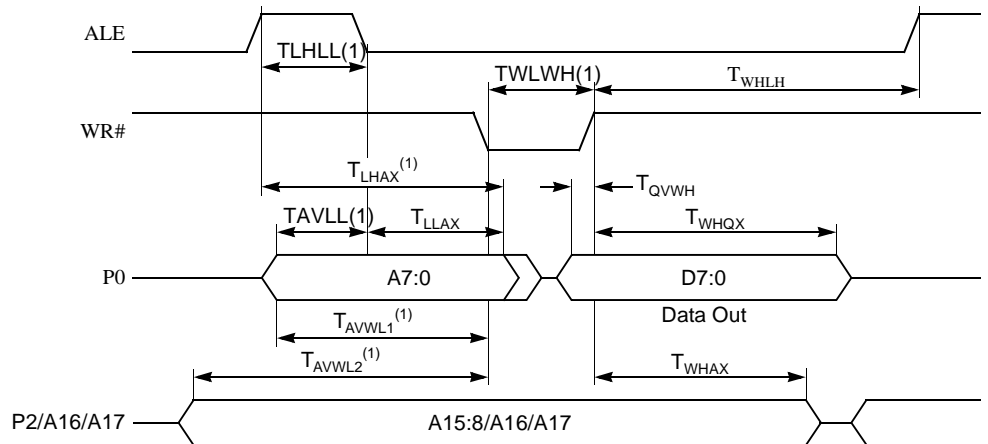 ALE
TLHLL(1)
TWLWH(1)
TWHLH
WR#
TLHAX(1)
TQVWH
TAVLL(1)
TLLAX
TWHQX
P0
A7:0
D7:0
Data Out
TAVWL1(1)
TAVWL2(1)
TWHAX
P2/A16/A17
A15:8/A16/A17